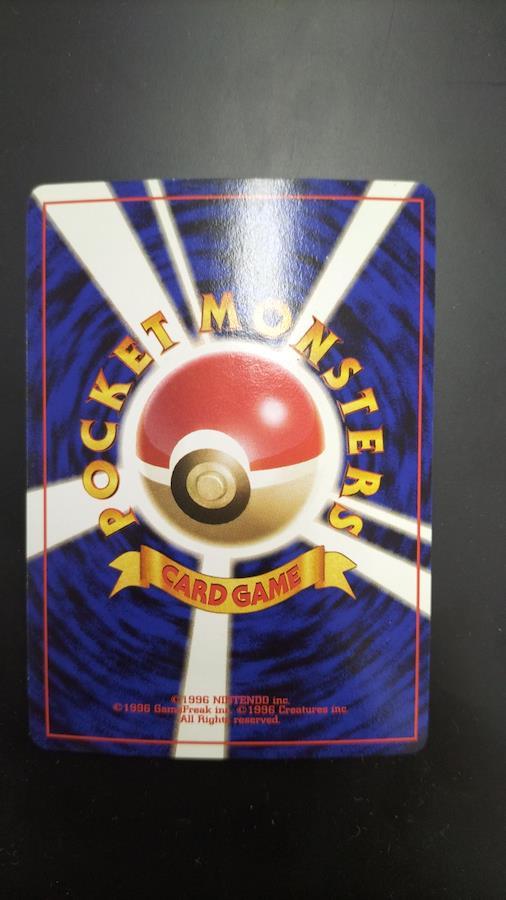 POCKET MONSTERS
CARD GAME
©1996 NINTENDO inc.
©1996 GameFreak inc. ©1996 Creatures inc.
All Rights reserved.